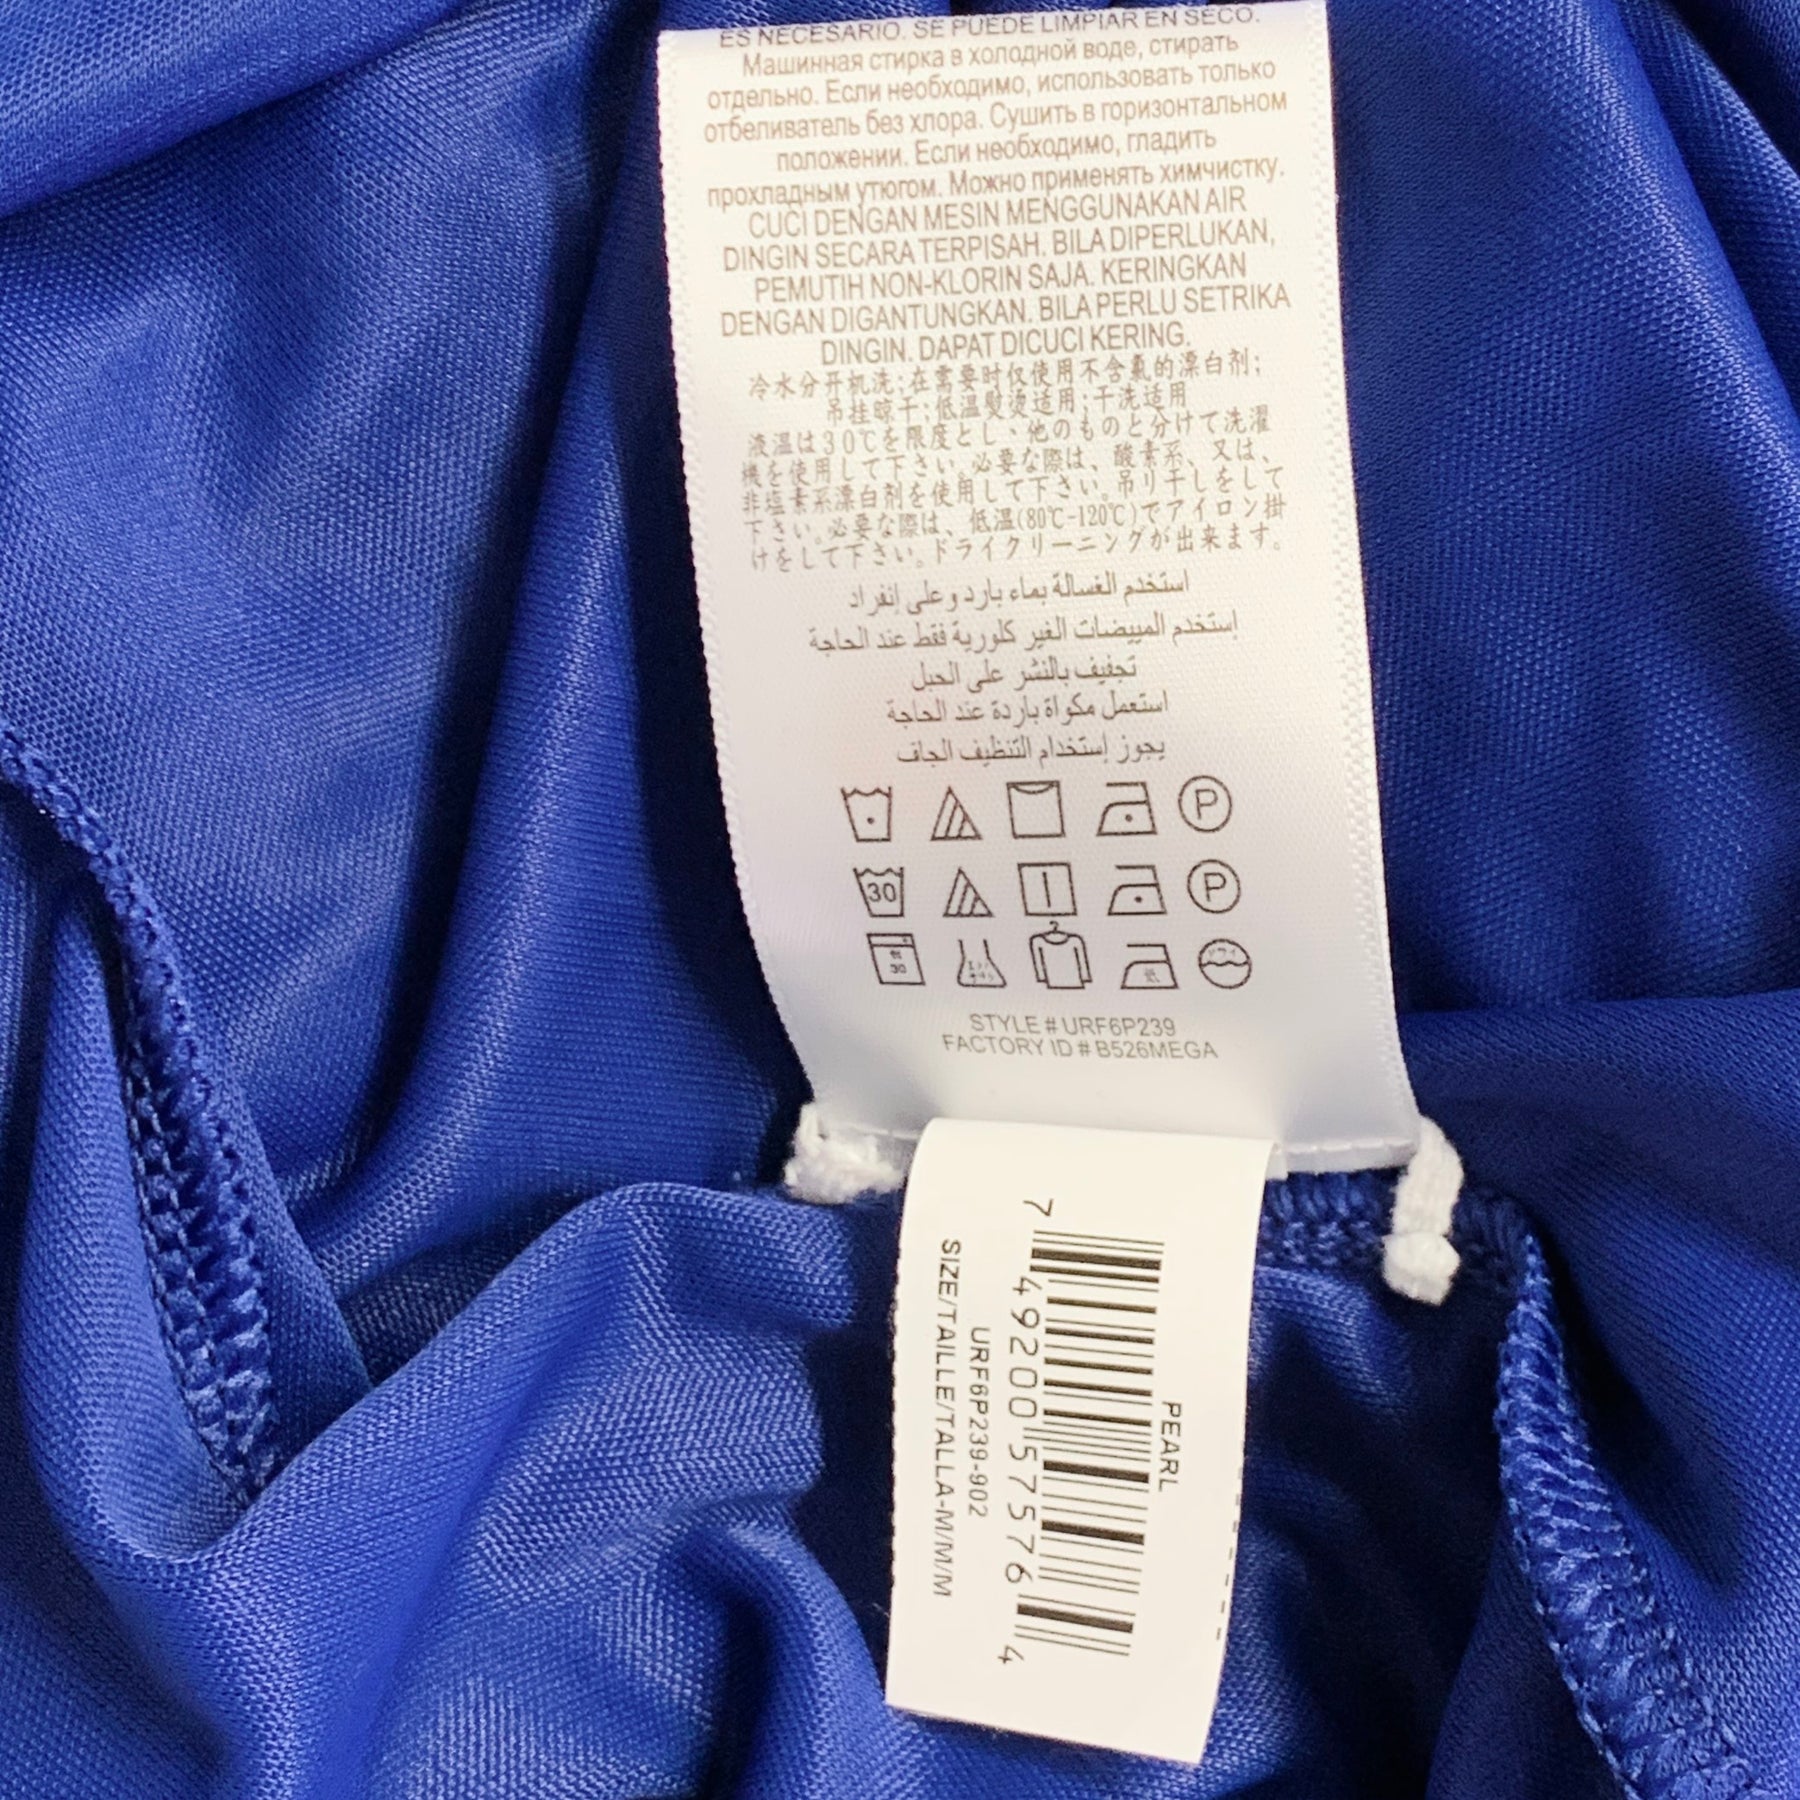 ES NECESARIO. SE PUEDE LIMPIAR EN SECO.
Машинная стирка в холодной воде, стирать
отдельно. Если необходимо, использовать только
отбеливатель без хлора. Сушить в горизонтальном
положении. Если необходимо, гладить
прохладным утюгом. Можно применять химчистку.
CUCI DENGAN MESIN MENGGUNAKAN AIR
DINGIN SECARA TERPISAH. BILA DIPERLUKAN,
PEMUTIH NON-KLORIN SAJA. KERINGKAN
DENGAN DIGANTUNGKAN. BILA PERLU SETRIKA
DINGIN. DAPAT DICUCI KERING.
冷水分开机洗;在需要时仅使用不含氯的漂白剂;
吊挂晾干;低温熨烫适用;干洗适用
液温は30℃を限度とし、他のものと分けて洗濯
機を使用して下さい。必要な際は、酸素系、又は、
非塩素系漂白剤を使用して下さい。吊り干しをして
下さい。必要な際は、低温(80℃-120℃)でアイロン掛
けをして下さい。ドライクリーニングが出来ます。
استخدم الغسالة بماء بارد وعلى إنفراد
إستخدم المبيضات الغير كلورية فقط عند الحاجة
تجفيف بالنشر على الحبل
استعمل مكواة باردة عند الحاجة
يجوز إستخدام التنظيف الجاف
P
30 P
30 低
STYLE # URF6P239
FACTORY ID # B526MEGA
PEARL
7 49200 57576 4
URF6P239-902
SIZE/TAILLE/TALLA-M/M/M